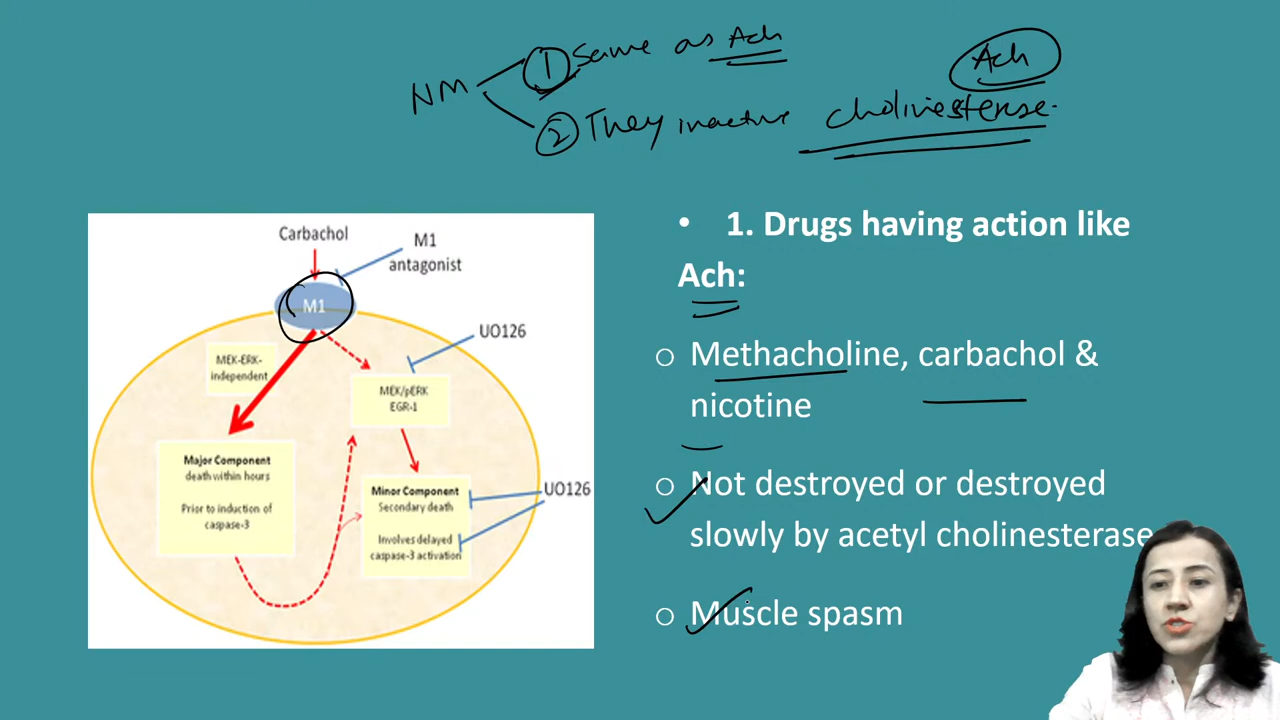 NM
① Same as Ach
② They inactive cholinesterase.
Ach
• 1. Drugs having action like
Ach:
o Methacholine, carbachol &
nicotine
o Not destroyed or destroyed
slowly by acetyl cholinesterase
o Muscle spasm
Carbachol
M1
antagonist
M1
UO126
MEK-ERK-
independent
MEK/pERK
EGR-1
Major Component
death within hours
Prior to induction of
caspase-3
Minor Component
Secondary death
Involves delayed
caspase-3 activation
UO126